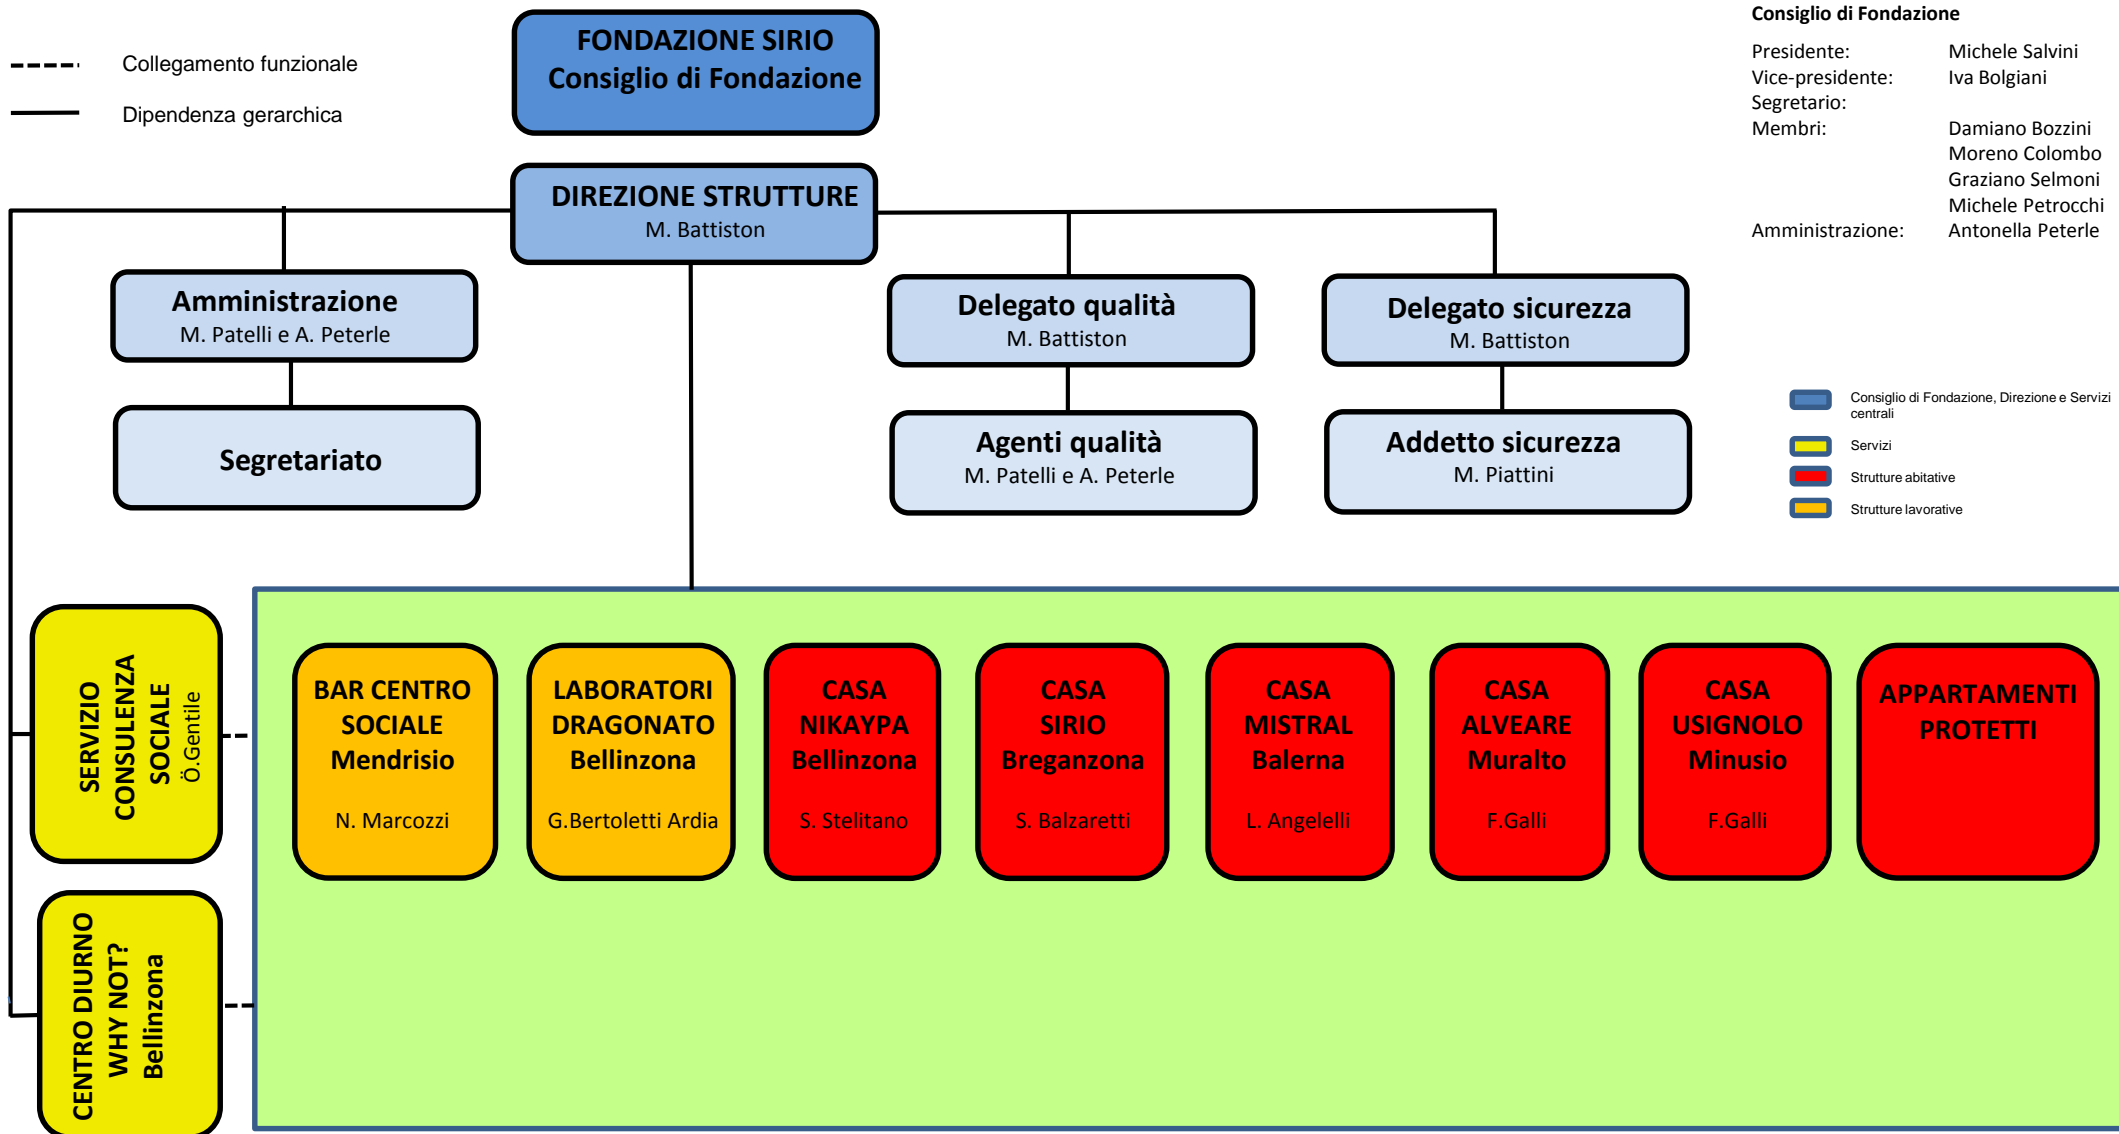 Collegamento funzionale
Dipendenza gerarchica
FONDAZIONE SIRIO
Consiglio di Fondazione
Consiglio di Fondazione
Presidente: Michele Salvini
Vice-presidente: Iva Bolgiani
Segretario:
Membri: Damiano Bozzini
Moreno Colombo
Graziano Selmoni
Michele Petrocchi
Amministrazione: Antonella Peterle
DIREZIONE STRUTTURE
M. Battiston
Amministrazione
M. Patelli e A. Peterle
Delegato qualità
M. Battiston
Delegato sicurezza
M. Battiston
Segretariato
Agenti qualità
M. Patelli e A. Peterle
Addetto sicurezza
M. Piattini
Consiglio di Fondazione, Direzione e Servizi
centrali
Servizi
Strutture abitative
Strutture lavorative
SERVIZIO
CONSULENZA
SOCIALE
Ö.Gentile
CENTRO DIURNO
WHY NOT?
Bellinzona
BAR CENTRO
SOCIALE
Mendrisio
N. Marcozzi
LABORATORI
DRAGONATO
Bellinzona
G.Bertoletti Ardia
CASA
NIKAYPA
Bellinzona
S. Stelitano
CASA
SIRIO
Breganzona
S. Balzaretti
CASA
MISTRAL
Balerna
L. Angelelli
CASA
ALVEARE
Muralto
F.Galli
CASA
USIGNOLO
Minusio
F.Galli
APPARTAMENTI
PROTETTI